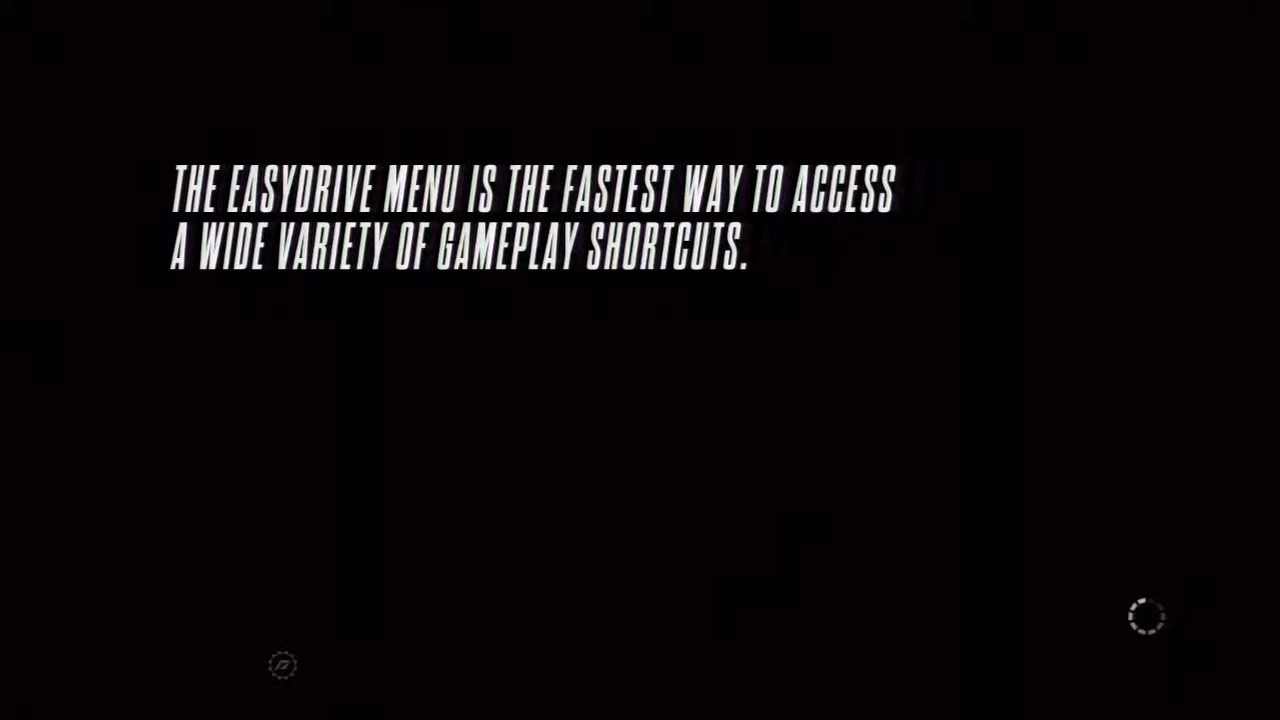 THE EASYDRIVE MENU IS THE FASTEST WAY TO ACCESS
A WIDE VARIETY OF GAMEPLAY SHORTCUTS.